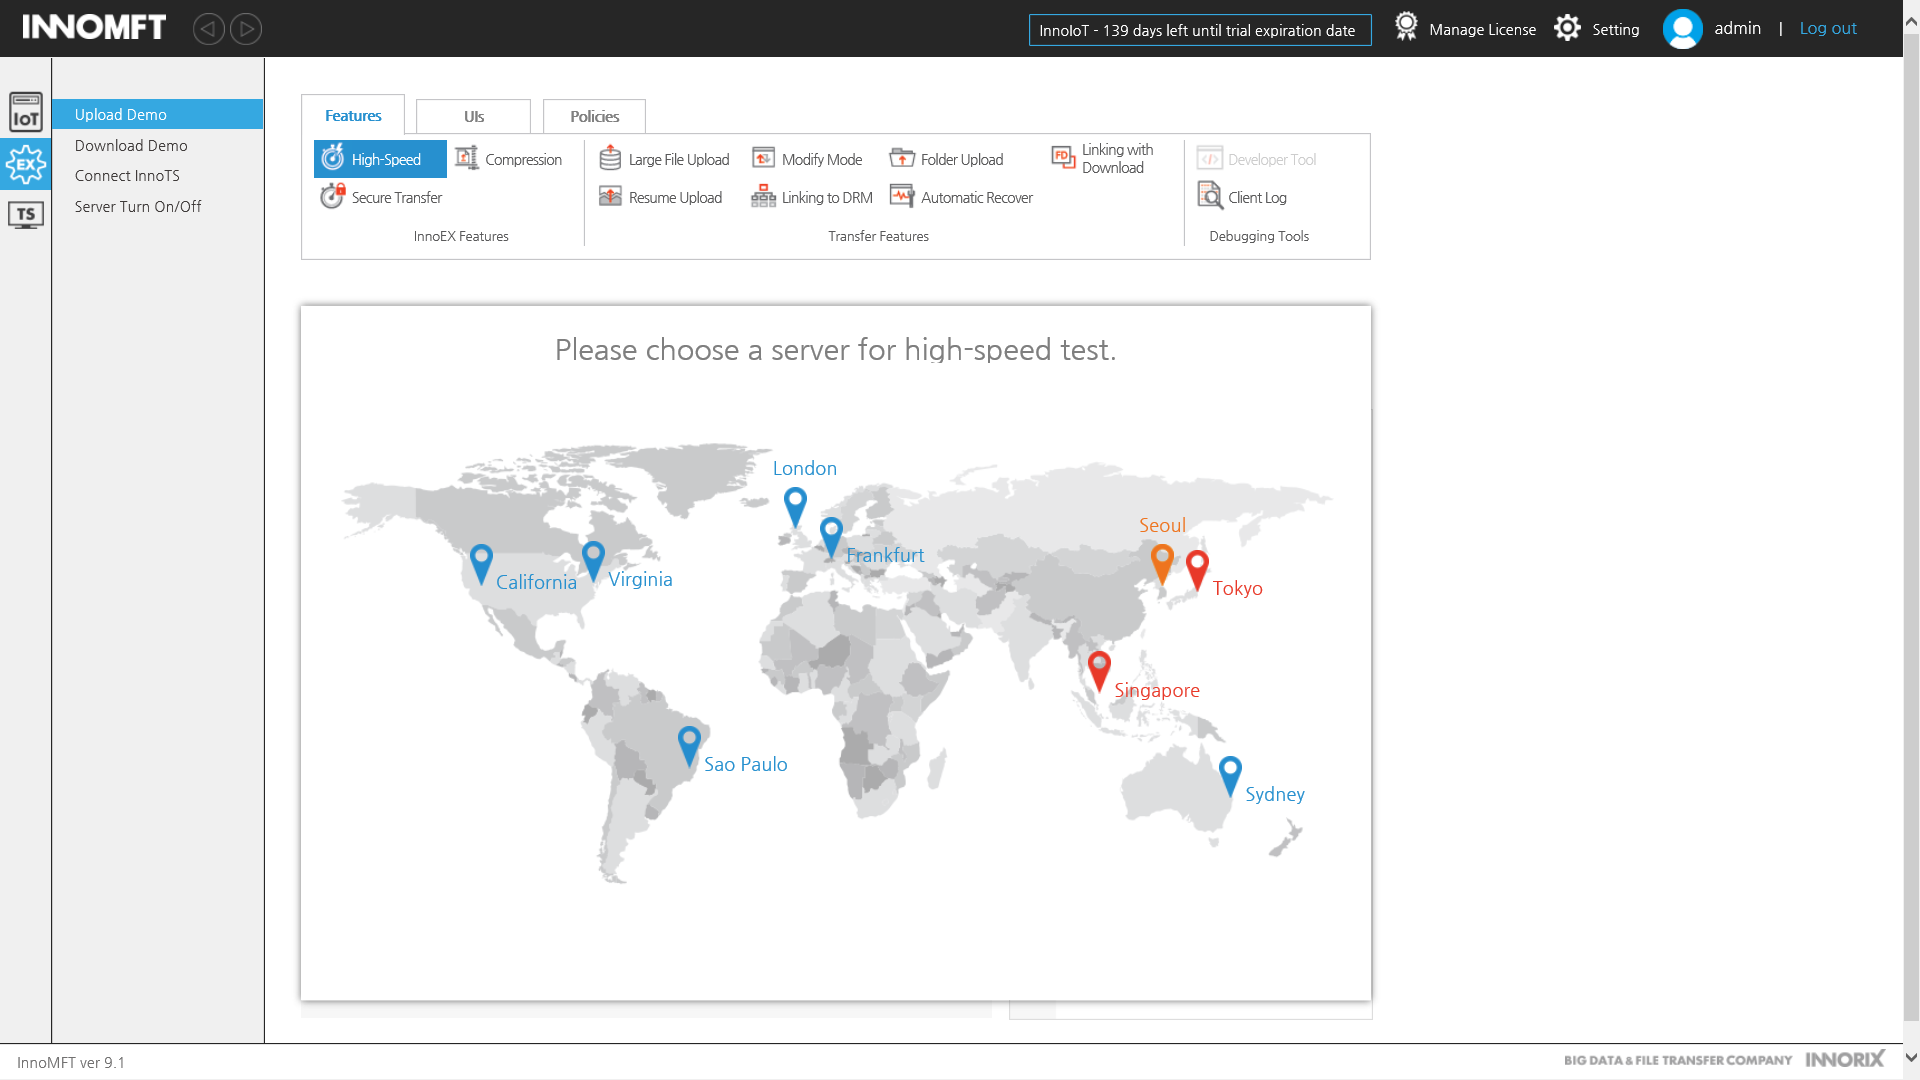 INNOMFT
InnoIoT - 139 days left until trial expiration date
Manage License
Setting
admin
|
Log out
IoT
EX
TS
Upload Demo
Download Demo
Connect InnoTS
Server Turn On/Off
Features
UIs
Policies
High-Speed
Compression
Secure Transfer
InnoEX Features
Large File Upload
Modify Mode
Folder Upload
FD
Linking with
Download
Resume Upload
Linking to DRM
Automatic Recover
Transfer Features
Developer Tool
Client Log
Debugging Tools
Please choose a server for high-speed test.
London
Frankfurt
California
Virginia
Seoul
Tokyo
Singapore
Sao Paulo
Sydney
InnoMFT ver 9.1
BIG DATA & FILE TRANSFER COMPANY INNORIX